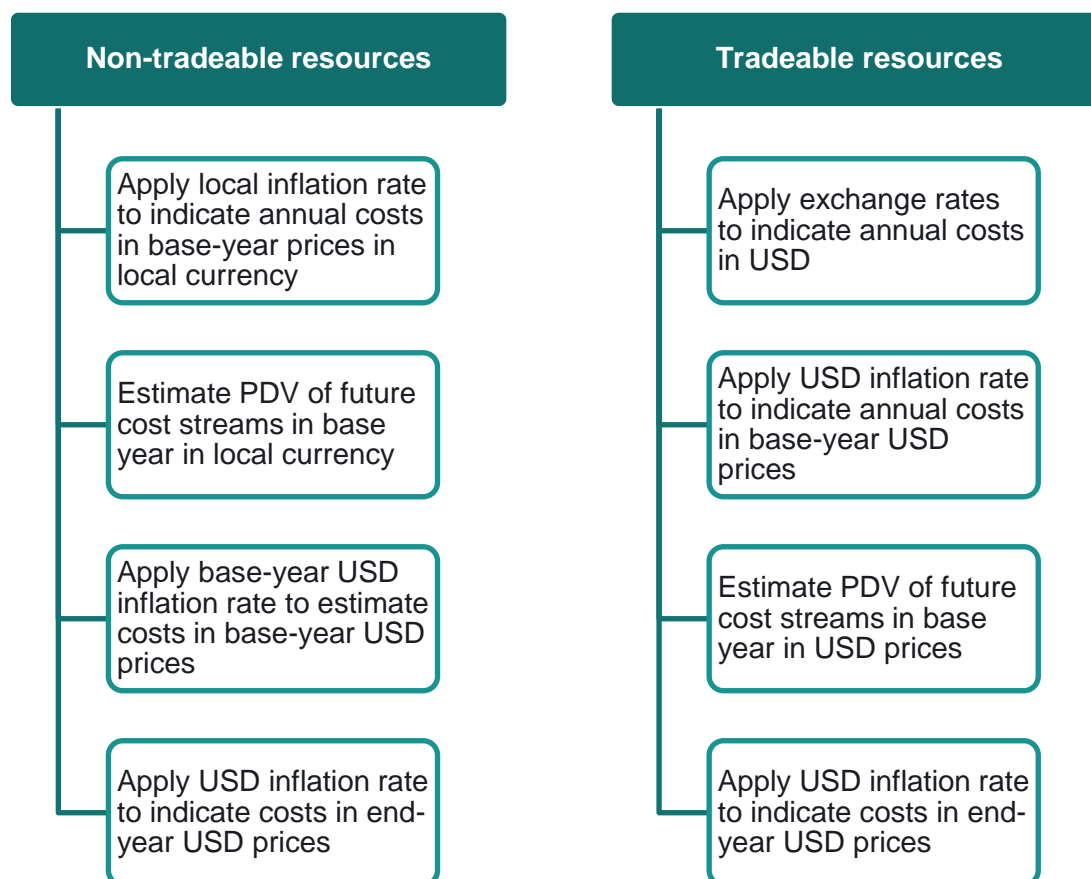 Non-tradeable resources
Apply local inflation rate
to indicate annual costs
in base-year prices in
local currency
Estimate PDV of future
cost streams in base
year in local currency
Apply base-year USD
inflation rate to estimate
costs in base-year USD
prices
Apply USD inflation rate
to indicate costs in end-
year USD prices
Tradeable resources
Apply exchange rates
to indicate annual costs
in USD
Apply USD inflation rate
to indicate annual costs
in base-year USD
prices
Estimate PDV of future
cost streams in base
year in USD prices
Apply USD inflation rate
to indicate costs in end-
year USD prices